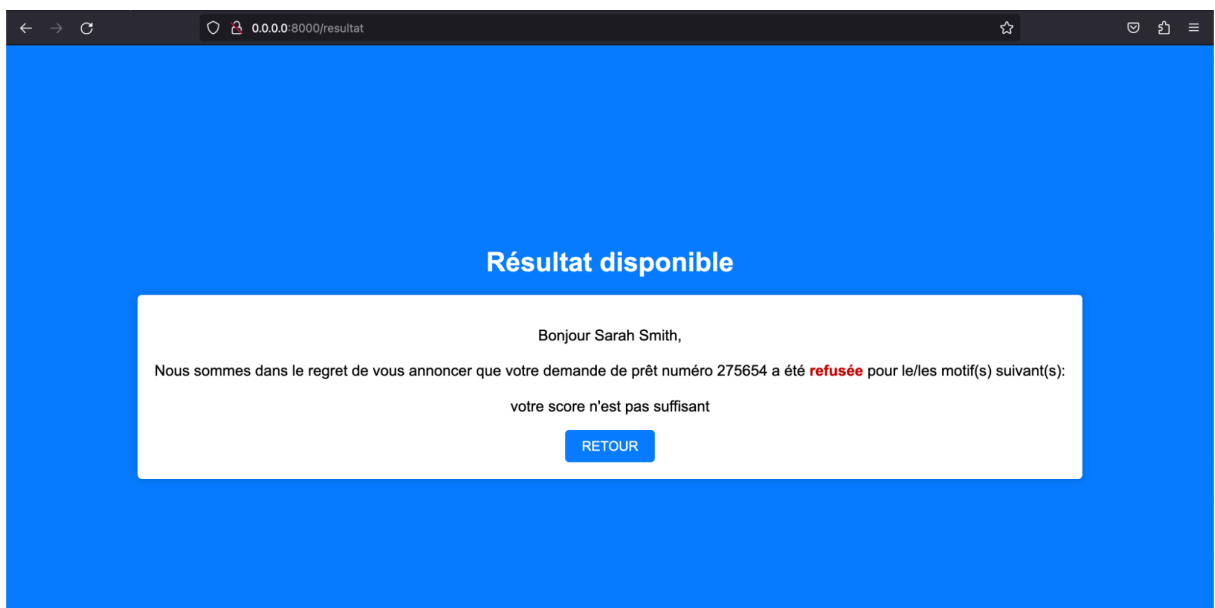 0.0.0.0:8000/resultat
Résultat disponible
Bonjour Sarah Smith,
Nous sommes dans le regret de vous annoncer que votre demande de prêt numéro 275654 a été refusée pour le/les motif(s) suivant(s):
votre score n'est pas suffisant
RETOUR